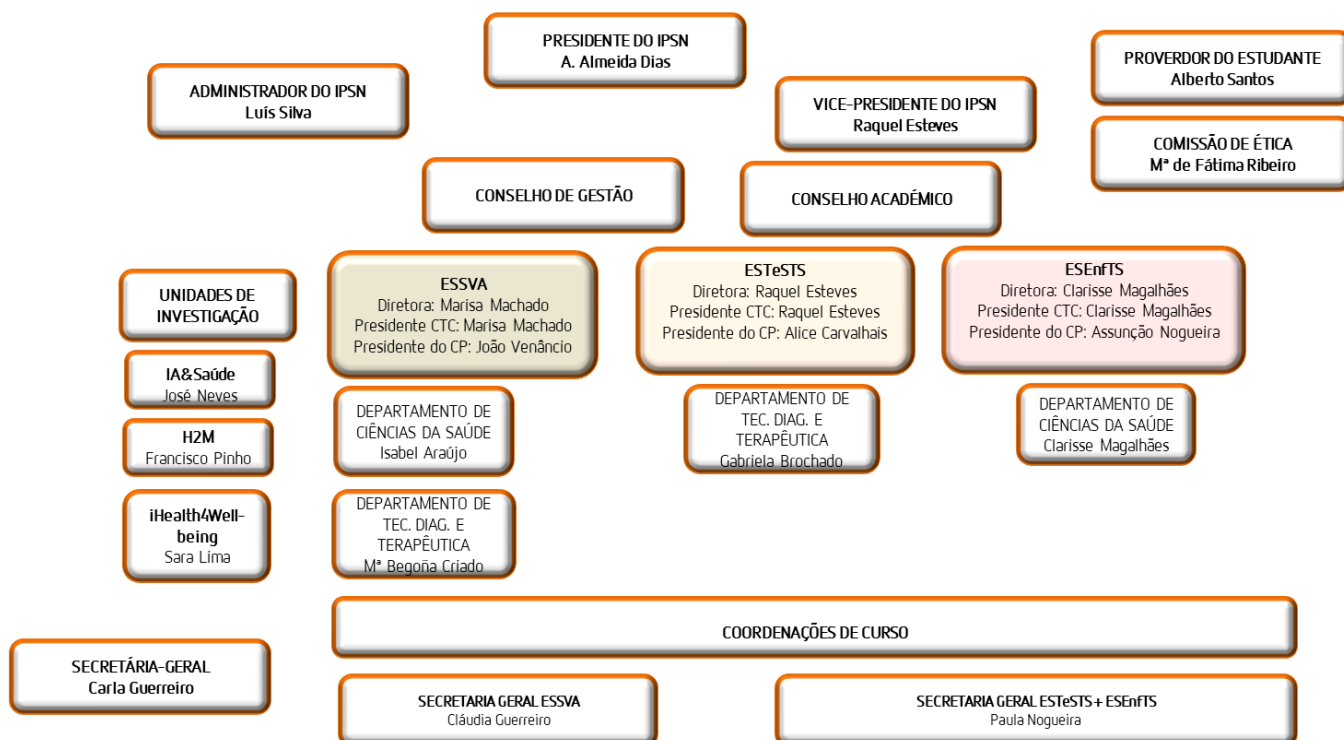 PRESIDENTE DO IPSN
A. Almeida Dias
PROVERDOR DO ESTUDANTE
Alberto Santos
ADMINISTRADOR DO IPSN
Luís Silva
VICE-PRESIDENTE DO IPSN
Raquel Esteves
COMISSÃO DE ÉTICA
Mª de Fátima Ribeiro
CONSELHO DE GESTÃO
CONSELHO ACADÉMICO
UNIDADES DE
INVESTIGAÇÃO
ESSVA
Diretora: Marisa Machado
Presidente CTC: Marisa Machado
Presidente do CP: João Venâncio
ESTeSTS
Diretora: Raquel Esteves
Presidente CTC: Raquel Esteves
Presidente do CP: Alice Carvalhais
ESEnfTS
Diretora: Clarisse Magalhães
Presidente CTC: Clarisse Magalhães
Presidente do CP: Assunção Nogueira
IA&Saúde
José Neves
H2M
Francisco Pinho
iHealth4Well-
being
Sara Lima
DEPARTAMENTO DE
CIÊNCIAS DA SAÚDE
Isabel Araújo
DEPARTAMENTO DE
TEC. DIAG. E
TERAPÊUTICA
Gabriela Brochado
DEPARTAMENTO DE
CIÊNCIAS DA SAÚDE
Clarisse Magalhães
DEPARTAMENTO DE
TEC. DIAG. E
TERAPÊUTICA
Mª Begoña Criado
COORDENAÇÕES DE CURSO
SECRETÁRIA-GERAL
Carla Guerreiro
SECRETARIA GERAL ESSVA
Cláudia Guerreiro
SECRETARIA GERAL ESTeSTS + ESEnfTS
Paula Nogueira